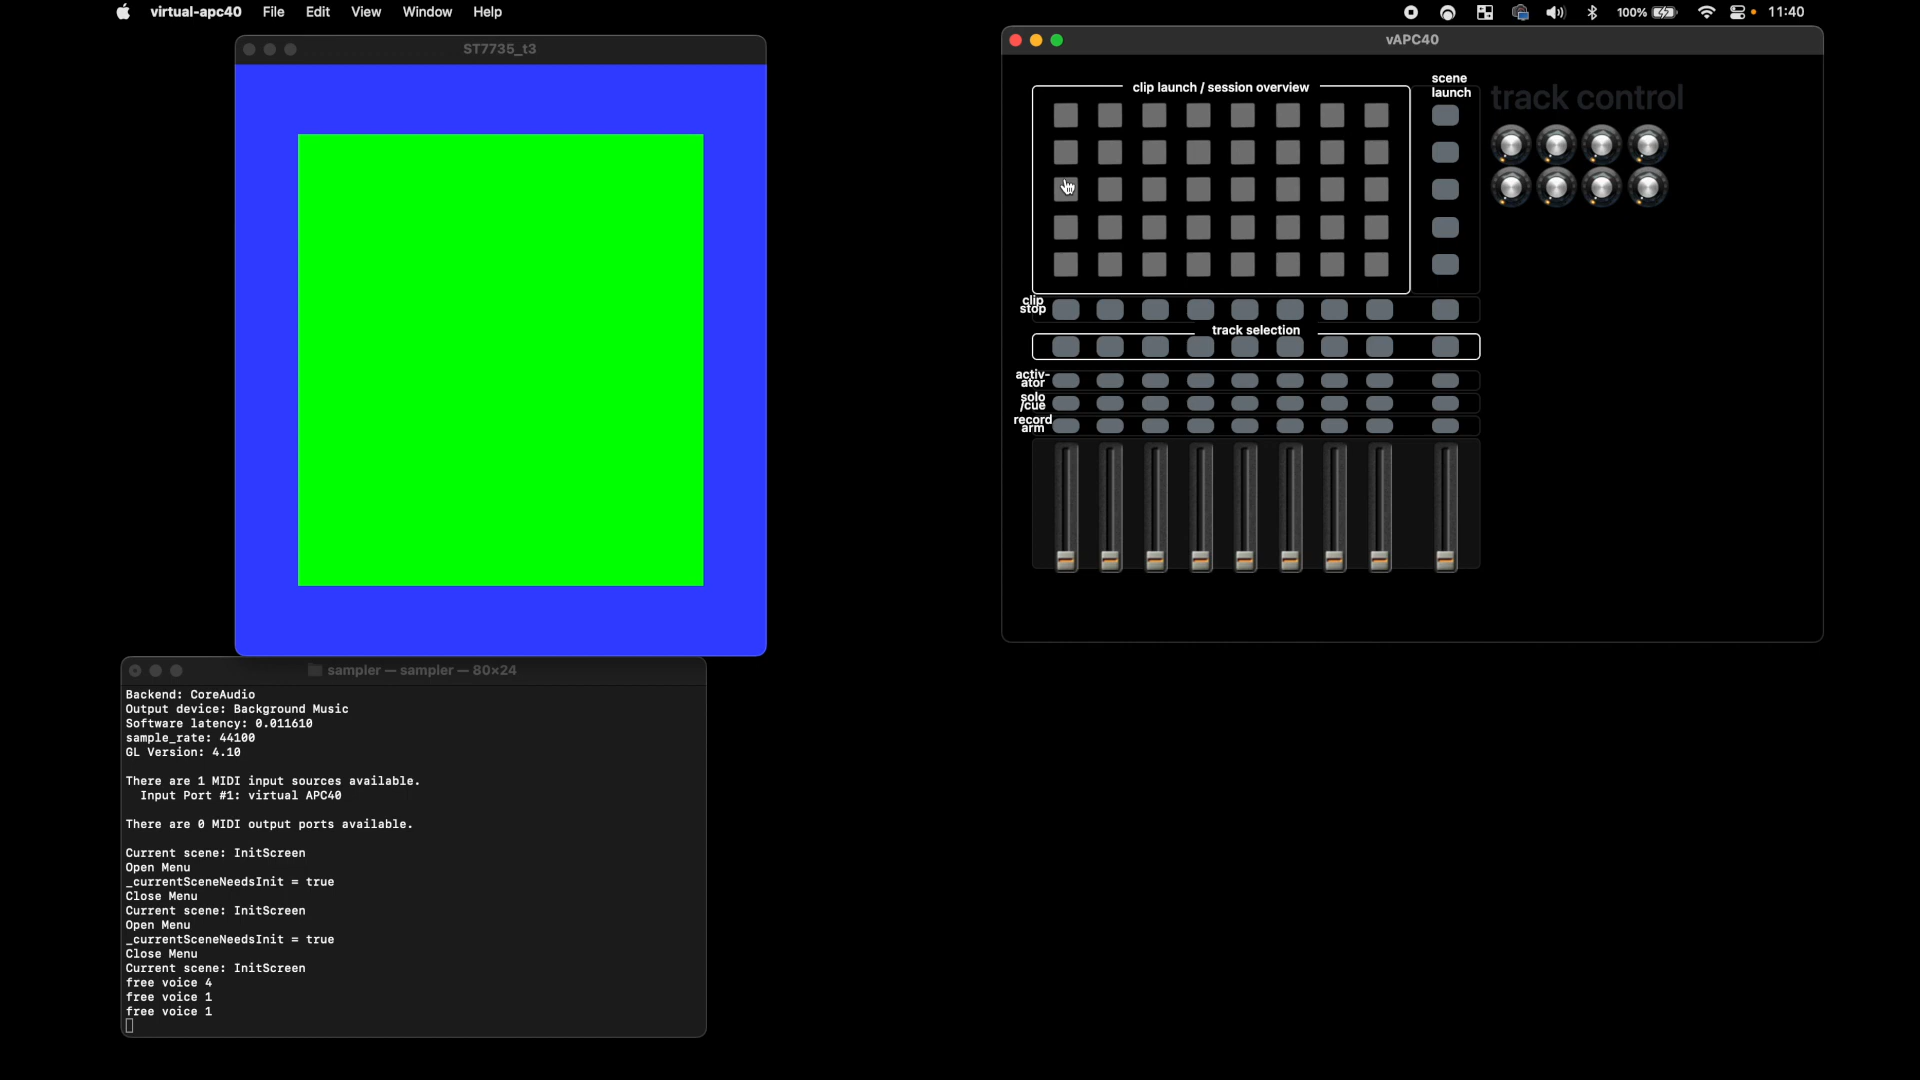 virtual-apc40 File Edit View Window Help
100% 11:40
ST7735_t3
vAPC40
clip launch / session overview
scene
launch
track control
clip
stop
track selection
activ-
ator
solo
/cue
record
arm
sampler — sampler — 80×24
Backend: CoreAudio
Output device: Background Music
Software latency: 0.011610
sample_rate: 44100
GL Version: 4.10
There are 1 MIDI input sources available.
Input Port #1: virtual APC40
There are 0 MIDI output ports available.
Current scene: InitScreen
Open Menu
_currentSceneNeedsInit = true
Close Menu
Current scene: InitScreen
Open Menu
_currentSceneNeedsInit = true
Close Menu
Current scene: InitScreen
free voice 4
free voice 1
free voice 1